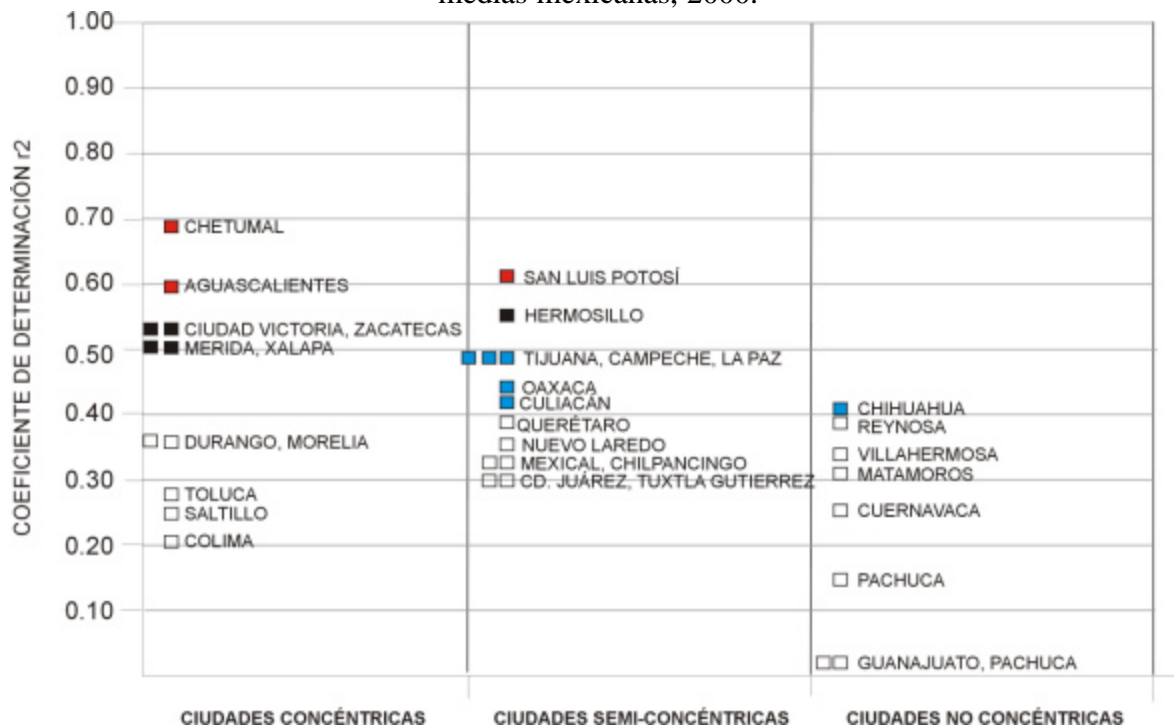 medias mexicanas, 2000.
COEFICIENTE DE DETERMINACIÓN r2
1.00
0.90
0.80
0.70
0.60
0.50
0.40
0.30
0.20
0.10
CHETUMAL
AGUASCALIENTES
CIUDAD VICTORIA, ZACATECAS
MERIDA, XALAPA
DURANGO, MORELIA
TOLUCA
SALTILLO
COLIMA
SAN LUIS POTOSÍ
HERMOSILLO
TIJUANA, CAMPECHE, LA PAZ
OAXACA
CULIACÁN
QUERÉTARO
NUEVO LAREDO
MEXICAL, CHILPANCINGO
CD. JUÁREZ, TUXTLA GUTIERREZ
CHIHUAHUA
REYNOSA
VILLAHERMOSA
MATAMOROS
CUERNAVACA
PACHUCA
GUANAJUATO, PACHUCA
CIUDADES CONCÉNTRICAS
CIUDADES SEMI-CONCÉNTRICAS
CIUDADES NO CONCÉNTRICAS